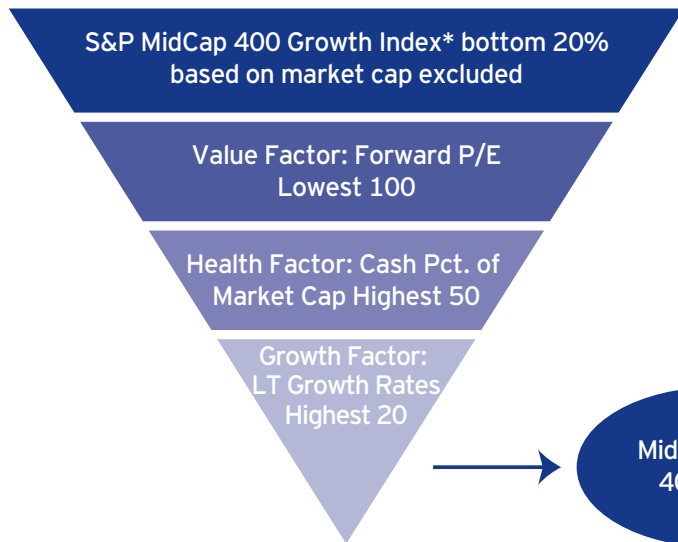 S&P MidCap 400 Growth Index* bottom 20%
based on market cap excluded
Value Factor: Forward P/E
Lowest 100
Health Factor: Cash Pct. of
Market Cap Highest 50
Growth Factor:
LT Growth Rates
Highest 20